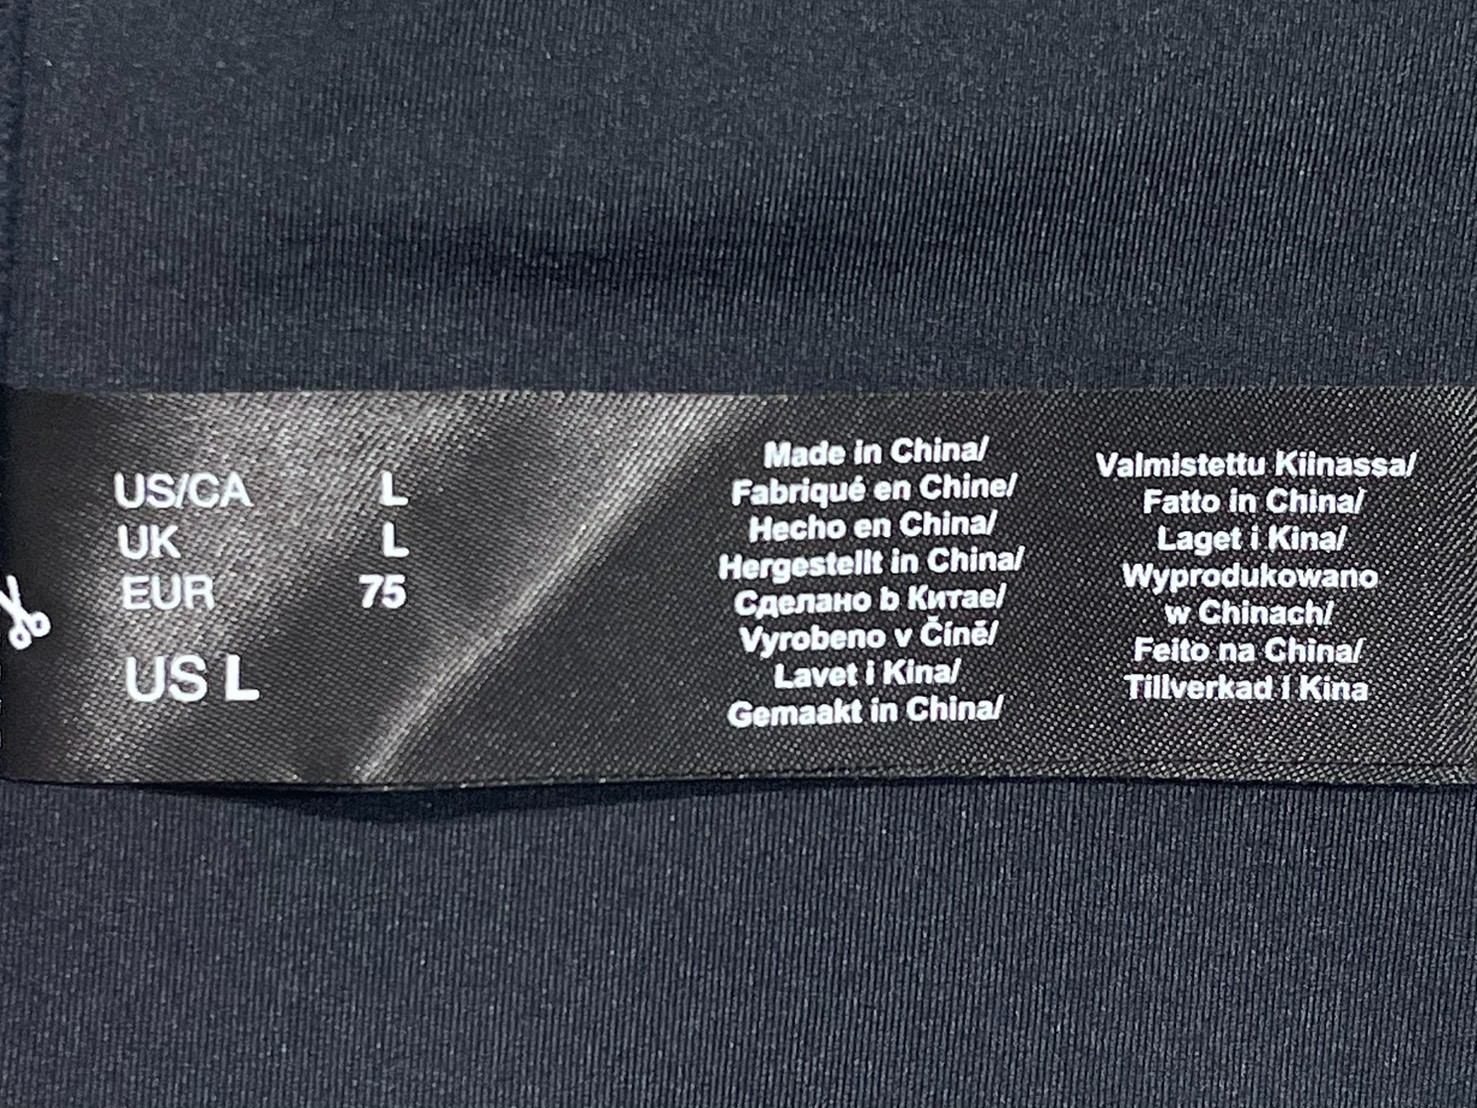 US/CA L
UK L
EUR 75
US L
Made in China/
Fabriqué en Chine/
Hecho en China/
Hergestellt in China/
Сделано b Китае/
Vyrobeno v Číně/
Lavet i Kina/
Gemaakt in China/
Valmistettu Kiinassa/
Fatto in China/
Laget i Kina/
Wyprodukowano
w Chinach/
Feito na China/
Tillverkad i Kina